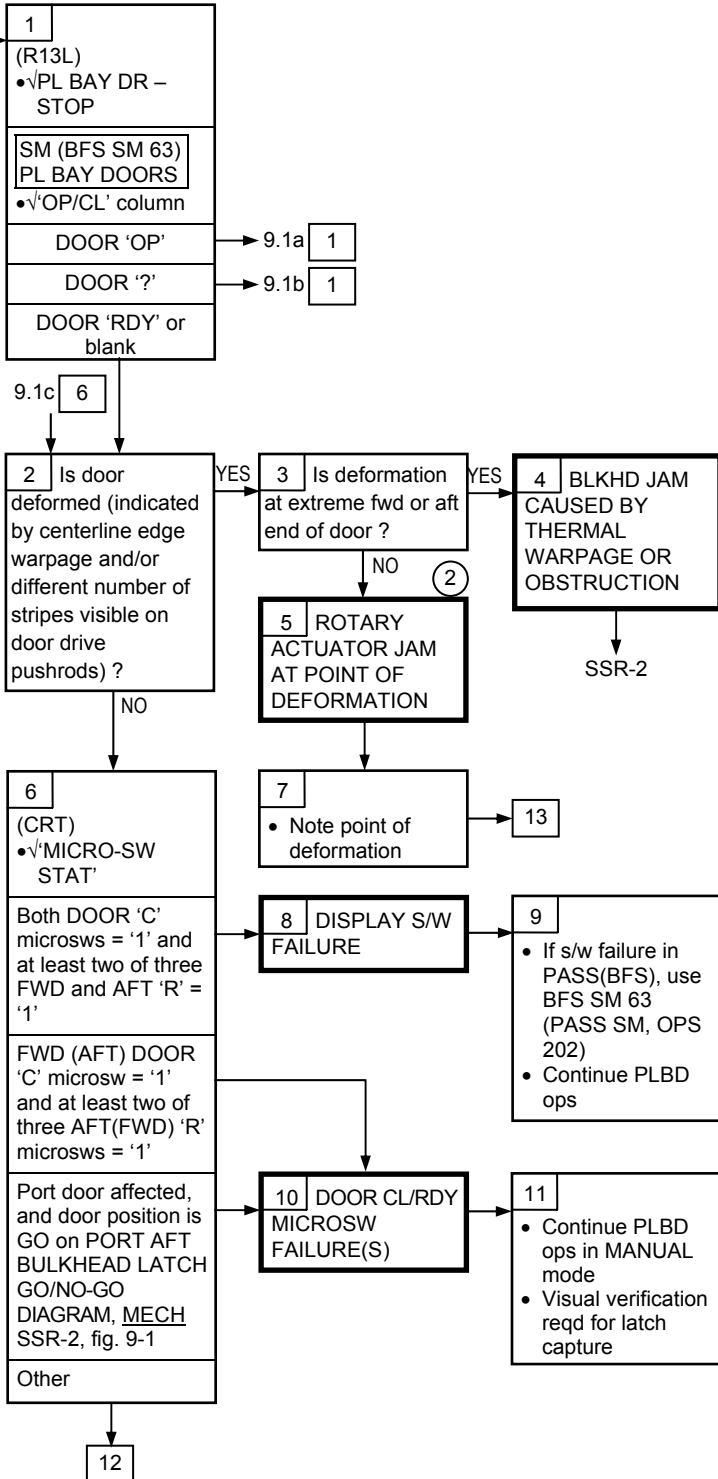 1
(R13L)
•√PL BAY DR –
STOP
SM (BFS SM 63)
PL BAY DOORS
•√'OP/CL' column
DOOR 'OP'
9.1a 1
DOOR '?'
9.1b 1
DOOR 'RDY' or
blank
9.1c 6
2 Is door
deformed (indicated
by centerline edge
warpage and/or
different number of
stripes visible on
door drive
pushrods) ?
YES
NO
3 Is deformation
at extreme fwd or aft
end of door ?
YES
NO
4 BLKHD JAM
CAUSED BY
THERMAL
WARPAGE OR
OBSTRUCTION
SSR-2
2
5 ROTARY
ACTUATOR JAM
AT POINT OF
DEFORMATION
6
(CRT)
•√'MICRO-SW
STAT'
Both DOOR 'C'
microsws = '1' and
at least two of three
FWD and AFT 'R' =
'1'
FWD (AFT) DOOR
'C' microsw = '1'
and at least two of
three AFT(FWD) 'R'
microsws = '1'
Port door affected,
and door position is
GO on PORT AFT
BULKHEAD LATCH
GO/NO-GO
DIAGRAM, MECH
SSR-2, fig. 9-1
Other
12
7
• Note point of
deformation
13
8 DISPLAY S/W
FAILURE
9
• If s/w failure in
PASS(BFS), use
BFS SM 63
(PASS SM, OPS
202)
• Continue PLBD
ops
10 DOOR CL/RDY
MICROSW
FAILURE(S)
11
• Continue PLBD
ops in MANUAL
mode
• Visual verification
reqd for latch
capture